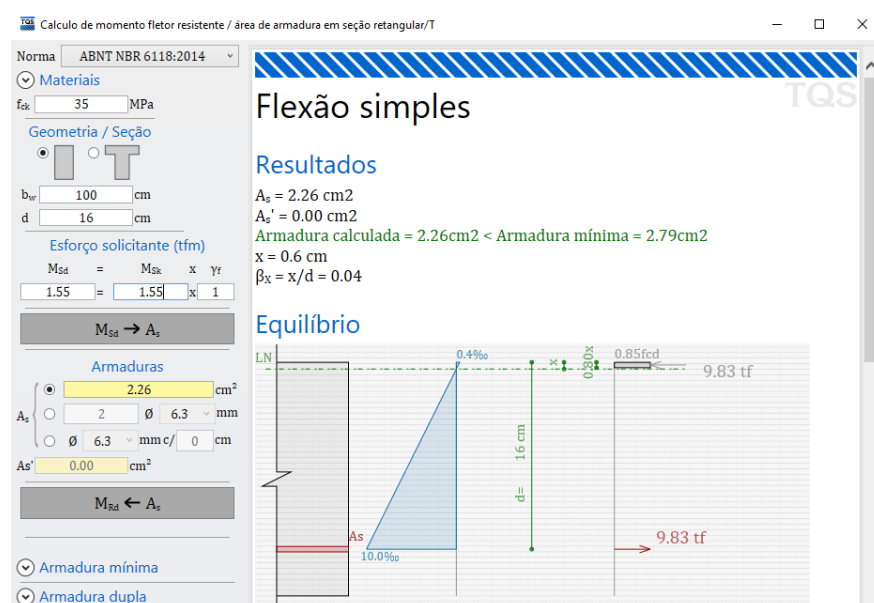 TQS Calculo de momento fletor resistente / área de armadura em seção retangular/T
Norma ABNT NBR 6118:2014
Materiais
fck 35 MPa
Geometria / Seção
bw 100 cm
d 16 cm
Esforço solicitante (tfm)
MSd = MSk x γf
1.55 = 1.55 x 1
MSd → As
Armaduras
2.26 cm²
As 2 Ø 6.3 mm
Ø 6.3 mm c/ 0 cm
As' 0.00 cm²
MRd ← As
Armadura mínima
Armadura dupla
TQS
Flexão simples
Resultados
As = 2.26 cm2
As' = 0.00 cm2
Armadura calculada = 2.26cm2 < Armadura mínima = 2.79cm2
x = 0.6 cm
βX = x/d = 0.04
Equilíbrio
LN
0.4‰
x
0.80x
0.85fcd
9.83 tf
d= 16 cm
As
10.0‰
9.83 tf